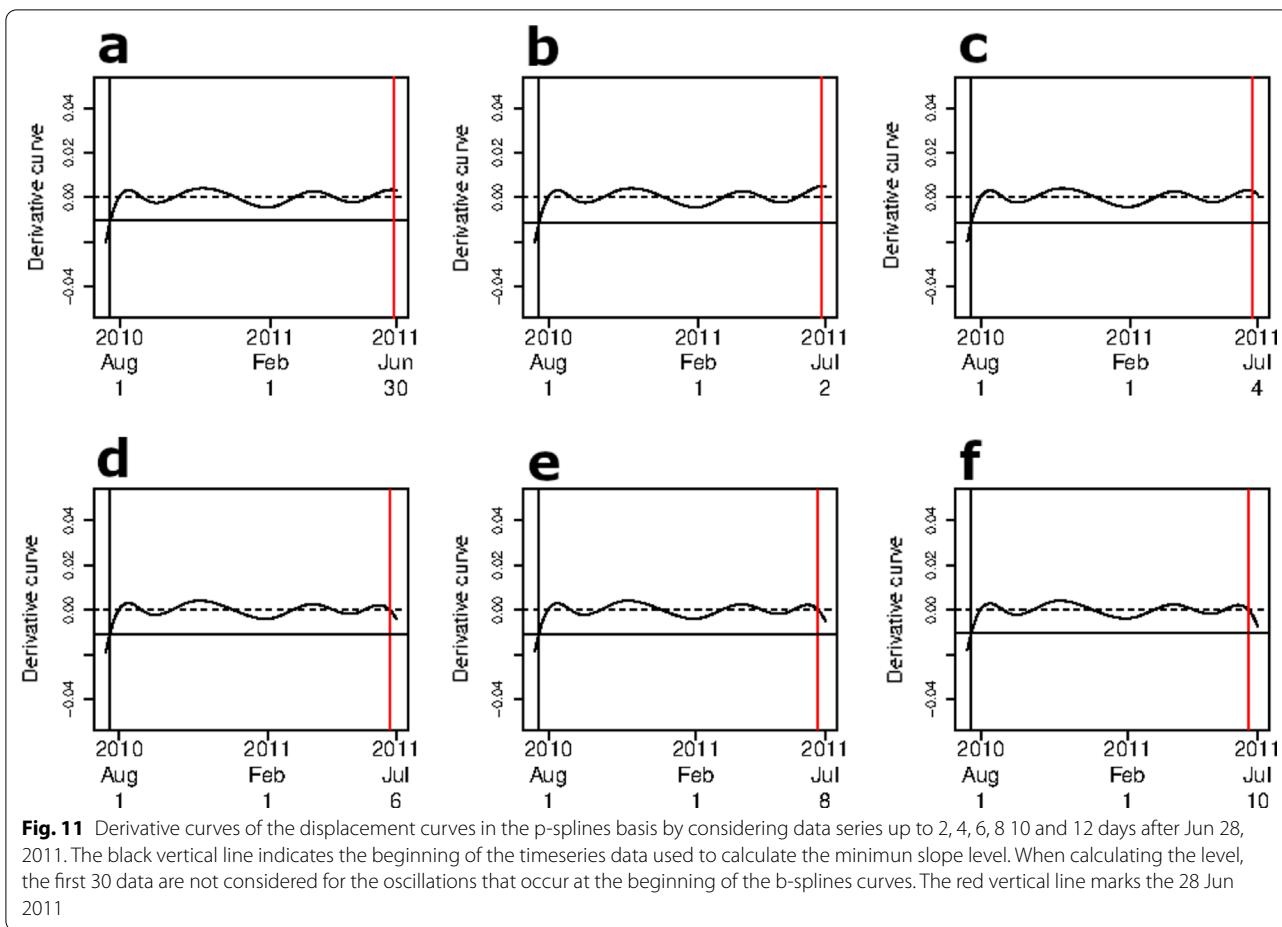 a
b
c
Derivative curve
0.04
0.02
0.00
-0.04
2010
Aug
1
2011
Feb
1
2011
Jun
30
Derivative curve
0.04
0.02
0.00
-0.04
2010
Aug
1
2011
Feb
1
2011
Jul
2
Derivative curve
0.04
0.02
0.00
-0.04
2010
Aug
1
2011
Feb
1
2011
Jul
4
d
e
f
Derivative curve
0.04
0.02
0.00
-0.04
2010
Aug
1
2011
Feb
1
2011
Jul
6
Derivative curve
0.04
0.02
0.00
-0.04
2010
Aug
1
2011
Feb
1
2011
Jul
8
Derivative curve
0.04
0.02
0.00
-0.04
2010
Aug
1
2011
Feb
1
2011
Jul
10
Fig. 11 Derivative curves of the displacement curves in the p-splines basis by considering data series up to 2, 4, 6, 8 10 and 12 days after Jun 28,
2011. The black vertical line indicates the beginning of the timeseries data used to calculate the minimun slope level. When calculating the level,
the first 30 data are not considered for the oscillations that occur at the beginning of the b-splines curves. The red vertical line marks the 28 Jun
2011